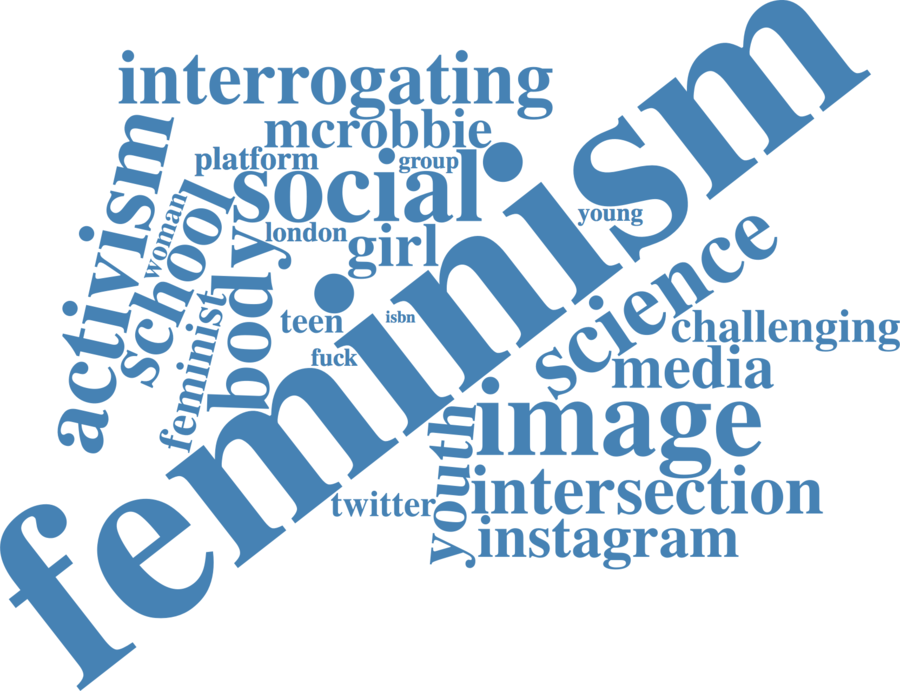 interrogating
mcrobbie
platform
group
social
activism
woman
school
london
girl
young
body
feminist
teen
isbn
fuck
feminism
science
challenging
media
image
youth
intersection
twitter
instagram